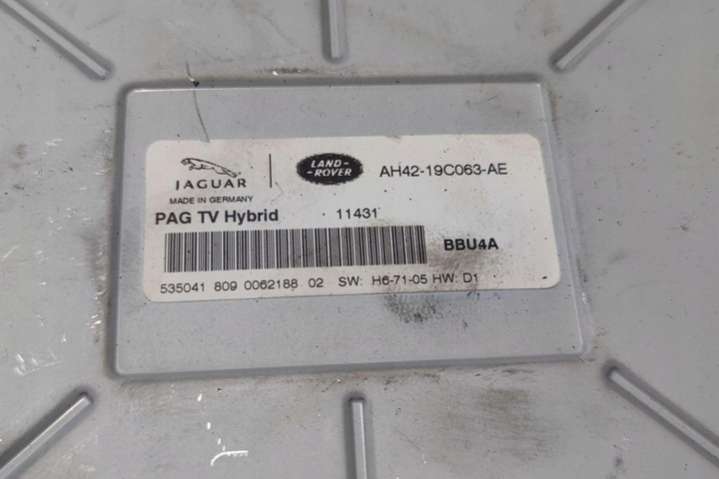 JAGUAR
LAND-
-ROVER
AH42-19C063-AE
MADE IN GERMANY
PAG TV Hybrid 11431
BBU4A
535041 809 0062188 02 SW: H6-71-05 HW: D1